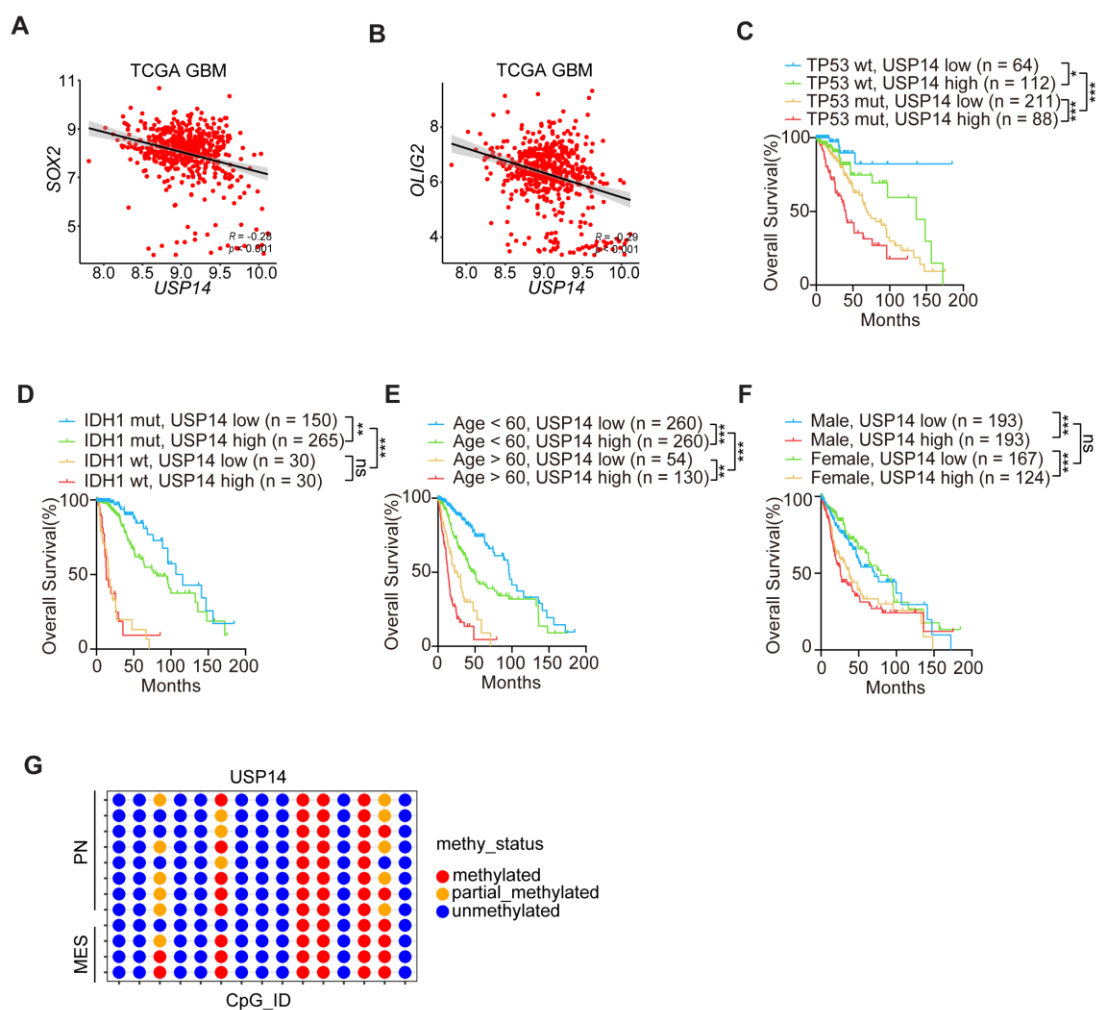 A
TCGA GBM
SOX2
11
9
7
5
R = -0.28
p < 0.001
8.0 8.5 9.0 9.5 10.0
USP14
B
TCGA GBM
OLIG2
8
6
4
R = -0.29
p < 0.001
8.0 8.5 9.0 9.5 10.0
USP14
C
TP53 wt, USP14 low (n = 64)
TP53 wt, USP14 high (n = 112)
TP53 mut, USP14 low (n = 211)
TP53 mut, USP14 high (n = 88)
*
***
***
Overall Survival(%)
100
50
0
0 50 100 150 200
Months
D
IDH1 mut, USP14 low (n = 150)
IDH1 mut, USP14 high (n = 265)
IDH1 wt, USP14 low (n = 30)
IDH1 wt, USP14 high (n = 30)
**
ns
***
Overall Survival(%)
100
50
0
0 50 100 150 200
Months
E
Age < 60, USP14 low (n = 260)
Age < 60, USP14 high (n = 260)
Age > 60, USP14 low (n = 54)
Age > 60, USP14 high (n = 130)
***
**
***
Overall Survival(%)
100
50
0
0 50 100 150 200
Months
F
Male, USP14 low (n = 193)
Male, USP14 high (n = 193)
Female, USP14 low (n = 167)
Female, USP14 high (n = 124)
***
***
ns
Overall Survival(%)
100
50
0
0 50 100 150 200
Months
G
USP14
PN
MES
CpG_ID
methy_status
methylated
partial_methylated
unmethylated